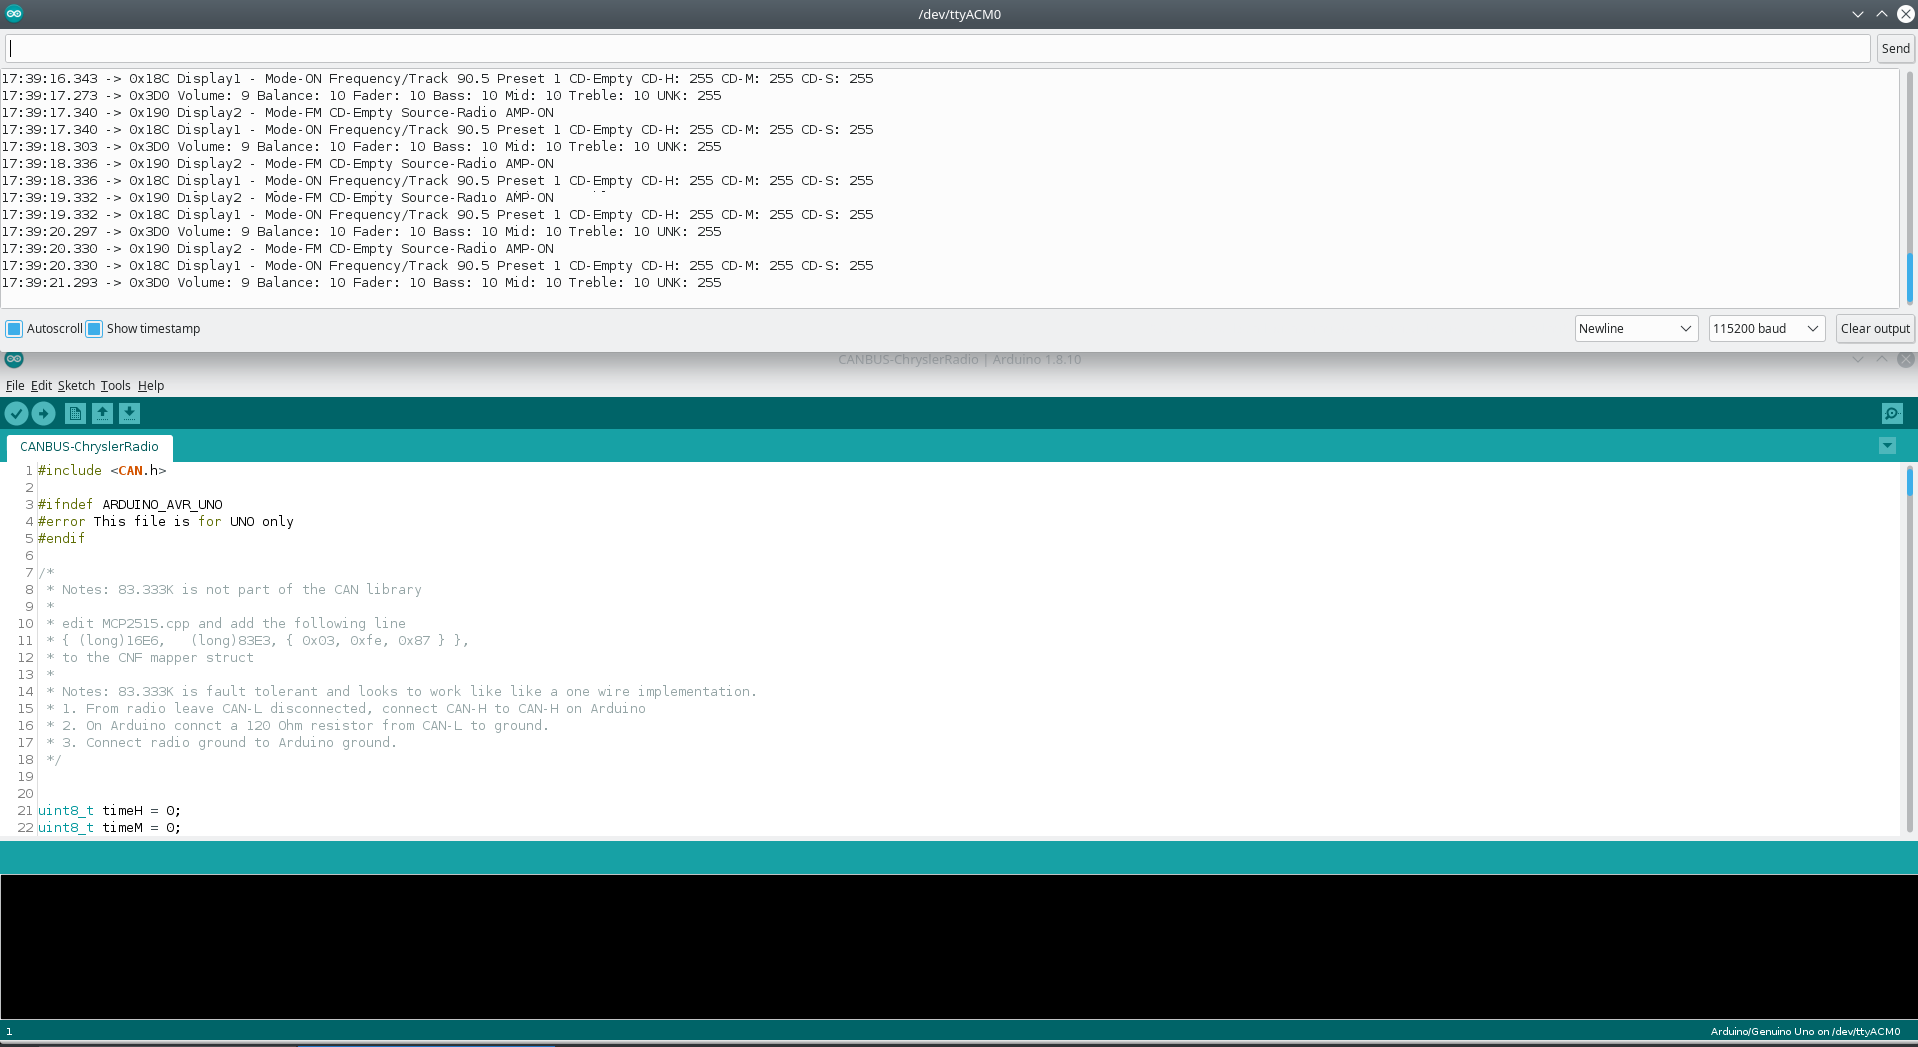 /dev/ttyACM0
Send
17:39:16.343 -> 0x18C Display1 - Mode-ON Frequency/Track 90.5 Preset 1 CD-Empty CD-H: 255 CD-M: 255 CD-S: 255
17:39:17.273 -> 0x3D0 Volume: 9 Balance: 10 Fader: 10 Bass: 10 Mid: 10 Treble: 10 UNK: 255
17:39:17.340 -> 0x190 Display2 - Mode-FM CD-Empty Source-Radio AMP-ON
17:39:17.340 -> 0x18C Display1 - Mode-ON Frequency/Track 90.5 Preset 1 CD-Empty CD-H: 255 CD-M: 255 CD-S: 255
17:39:18.303 -> 0x3D0 Volume: 9 Balance: 10 Fader: 10 Bass: 10 Mid: 10 Treble: 10 UNK: 255
17:39:18.336 -> 0x190 Display2 - Mode-FM CD-Empty Source-Radio AMP-ON
17:39:18.336 -> 0x18C Display1 - Mode-ON Frequency/Track 90.5 Preset 1 CD-Empty CD-H: 255 CD-M: 255 CD-S: 255
17:39:19.332 -> 0x190 Display2 - Mode-FM CD-Empty Source-Radio AMP-ON
17:39:19.332 -> 0x18C Display1 - Mode-ON Frequency/Track 90.5 Preset 1 CD-Empty CD-H: 255 CD-M: 255 CD-S: 255
17:39:20.297 -> 0x3D0 Volume: 9 Balance: 10 Fader: 10 Bass: 10 Mid: 10 Treble: 10 UNK: 255
17:39:20.330 -> 0x190 Display2 - Mode-FM CD-Empty Source-Radio AMP-ON
17:39:20.330 -> 0x18C Display1 - Mode-ON Frequency/Track 90.5 Preset 1 CD-Empty CD-H: 255 CD-M: 255 CD-S: 255
17:39:21.293 -> 0x3D0 Volume: 9 Balance: 10 Fader: 10 Bass: 10 Mid: 10 Treble: 10 UNK: 255
Autoscroll Show timestamp Newline 115200 baud Clear output
CANBUS-ChryslerRadio | Arduino 1.8.10
File Edit Sketch Tools Help
CANBUS-ChryslerRadio
1 #include <CAN.h>
2
3 #ifndef ARDUINO_AVR_UNO
4 #error This file is for UNO only
5 #endif
6
7 /*
8 * Notes: 83.333K is not part of the CAN library
9 *
10 * edit MCP2515.cpp and add the following line
11 * { (long)16E6, (long)83E3, { 0x03, 0xfe, 0x87 } },
12 * to the CNF mapper struct
13 *
14 * Notes: 83.333K is fault tolerant and looks to work like like a one wire implementation.
15 * 1. From radio leave CAN-L disconnected, connect CAN-H to CAN-H on Arduino
16 * 2. On Arduino connct a 120 Ohm resistor from CAN-L to ground.
17 * 3. Connect radio ground to Arduino ground.
18 */
19
20
21 uint8_t timeH = 0;
22 uint8_t timeM = 0;
1 Arduino/Genuino Uno on /dev/ttyACM0